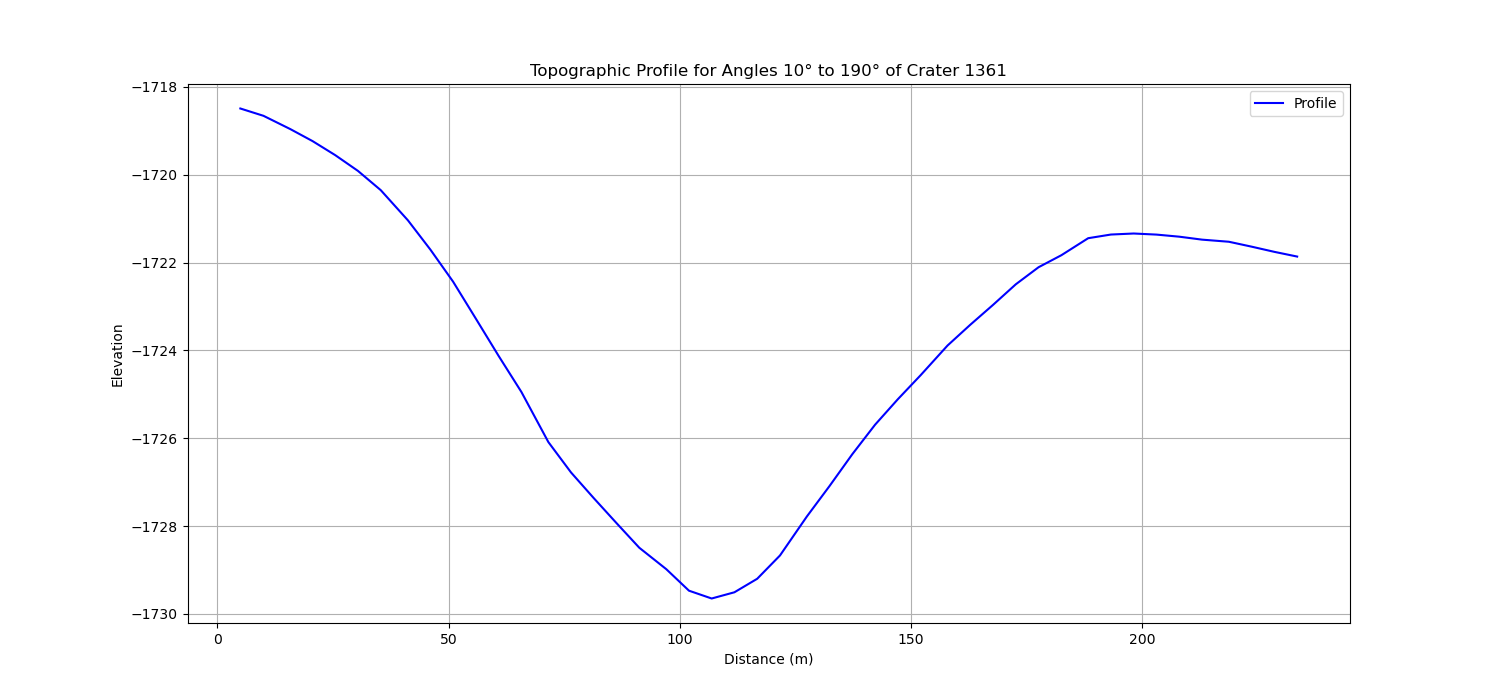 Topographic Profile for Angles 10° to 190° of Crater 1361
Profile
−1718
−1720
−1722
−1724
−1726
−1728
−1730
Elevation
0 50 100 150 200
Distance (m)